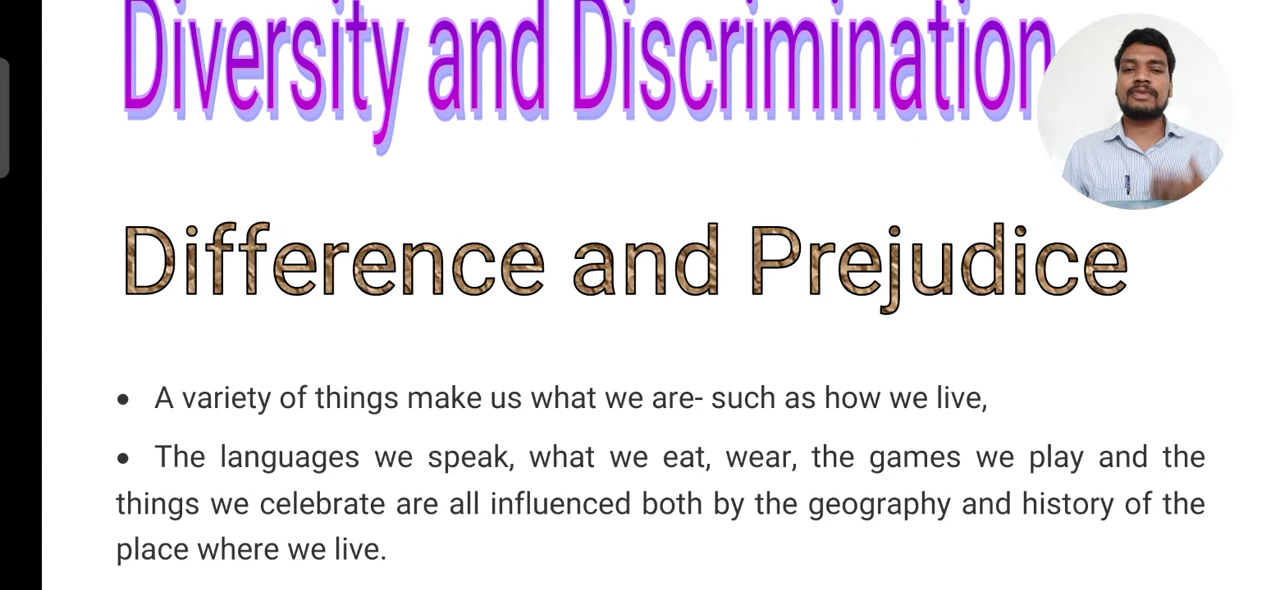 Diversity and Discrimination
Difference and Prejudice
• A variety of things make us what we are- such as how we live,
• The languages we speak, what we eat, wear, the games we play and the
things we celebrate are all influenced both by the geography and history of the
place where we live.